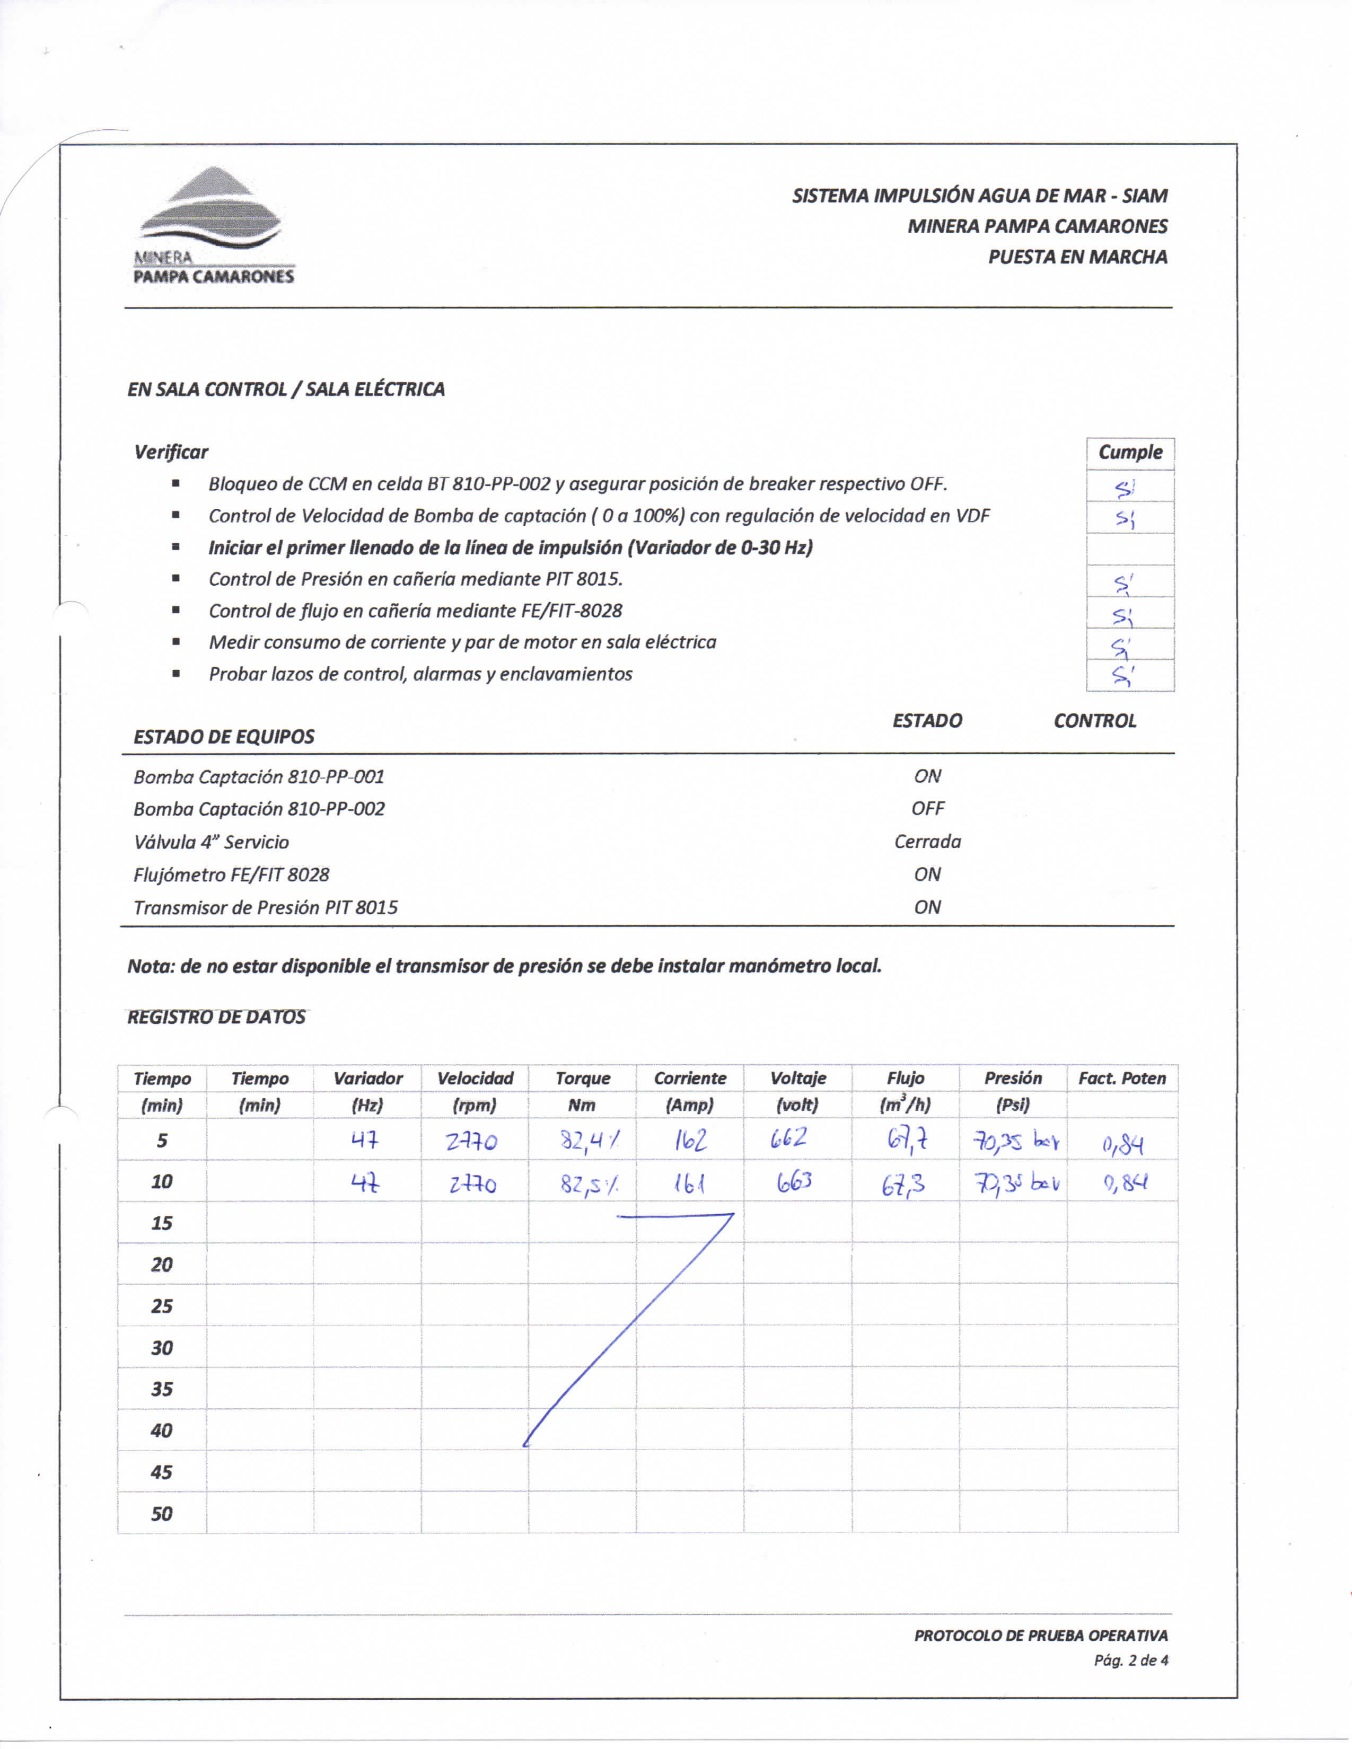 MINERA
PAMPA CAMARONES
SISTEMA IMPULSIÓN AGUA DE MAR - SIAM
MINERA PAMPA CAMARONES
PUESTA EN MARCHA
EN SALA CONTROL / SALA ELÉCTRICA
Verificar Cumple
▪ Bloqueo de CCM en celda BT 810-PP-002 y asegurar posición de breaker respectivo OFF. Sí
▪ Control de Velocidad de Bomba de captación ( 0 a 100%) con regulación de velocidad en VDF Sí
▪ Iniciar el primer llenado de la línea de impulsión (Variador de 0-30 Hz)
▪ Control de Presión en cañería mediante PIT 8015. Sí
▪ Control de flujo en cañería mediante FE/FIT-8028 Sí
▪ Medir consumo de corriente y par de motor en sala eléctrica Sí
▪ Probar lazos de control, alarmas y enclavamientos Sí
ESTADO DE EQUIPOS ESTADO CONTROL
Bomba Captación 810-PP-001 ON
Bomba Captación 810-PP-002 OFF
Válvula 4” Servicio Cerrada
Flujómetro FE/FIT 8028 ON
Transmisor de Presión PIT 8015 ON
Nota: de no estar disponible el transmisor de presión se debe instalar manómetro local.
REGISTRO DE DATOS
Tiempo Tiempo Variador Velocidad Torque Corriente Voltaje Flujo Presión Fact. Poten
(min) (min) (Hz) (rpm) Nm (Amp) (volt) (m³/h) (Psi)
5 47 2770 82,4% 162 662 67,7 70,35 bar 0,84
10 47 2770 82,5% 161 663 67,3 70,35 bar 0,84
15
20
25
30
35
40
45
50
PROTOCOLO DE PRUEBA OPERATIVA
Pág. 2 de 4